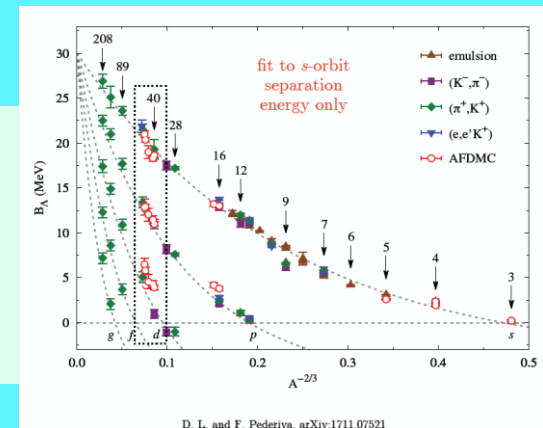 fit to s-orbit
separation
energy only
emulsion
(K⁻,π⁻)
(π⁺,K⁺)
(e,e'K⁺)
AFDMC
208
89
40
28
16
12
9
7
6
5
4
3
30
25
20
15
10
5
0
B_Λ (MeV)
g f d p s
0.0 0.1 0.2 0.3 0.4 0.5
A^{-2/3}
D. L. and F. Pederiva, arXiv:1711.07521